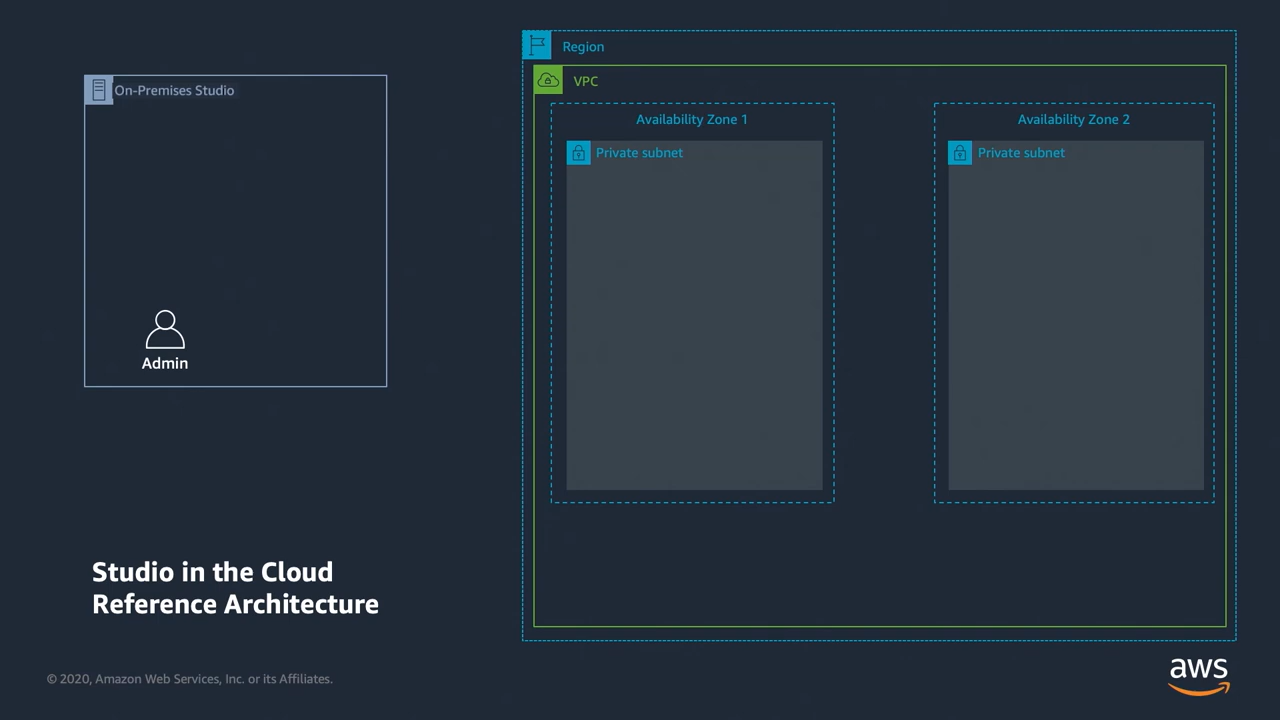 Region
VPC
On-Premises Studio
Availability Zone 1
Availability Zone 2
Private subnet
Private subnet
Admin
Studio in the Cloud
Reference Architecture
© 2020, Amazon Web Services, Inc. or its Affiliates.
aws